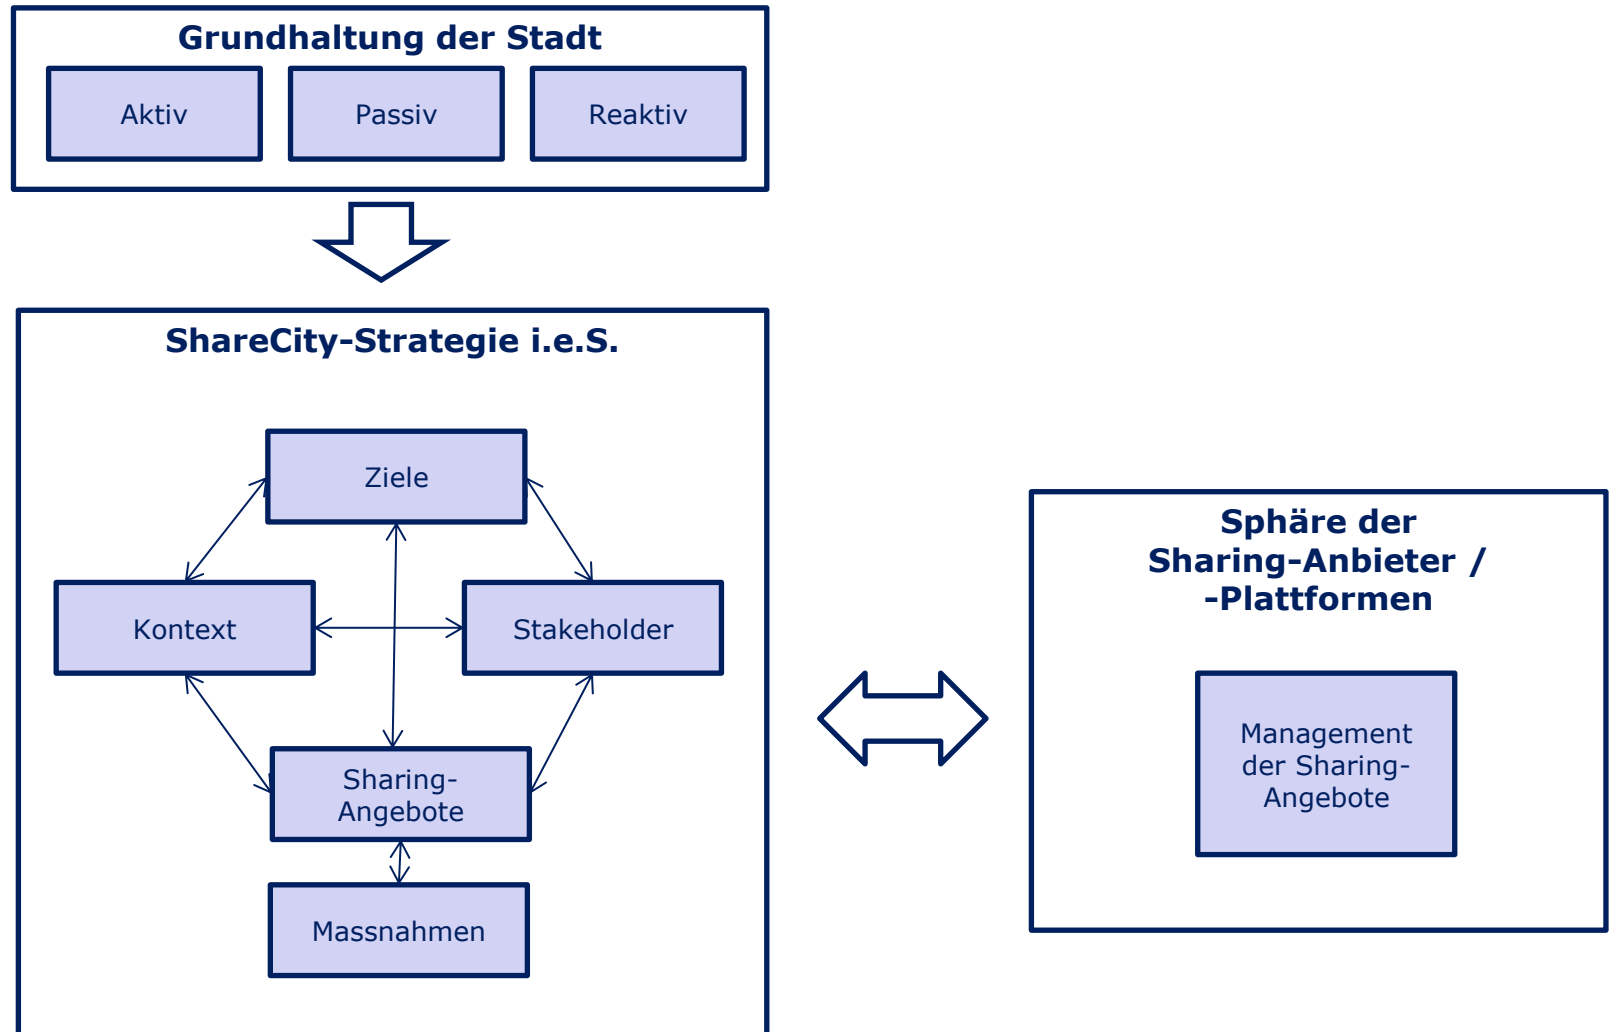 Grundhaltung der Stadt
Aktiv
Passiv
Reaktiv
ShareCity-Strategie i.e.S.
Ziele
Kontext
Stakeholder
Sharing-
Angebote
Massnahmen
Sphäre der
Sharing-Anbieter /
-Plattformen
Management
der Sharing-
Angebote